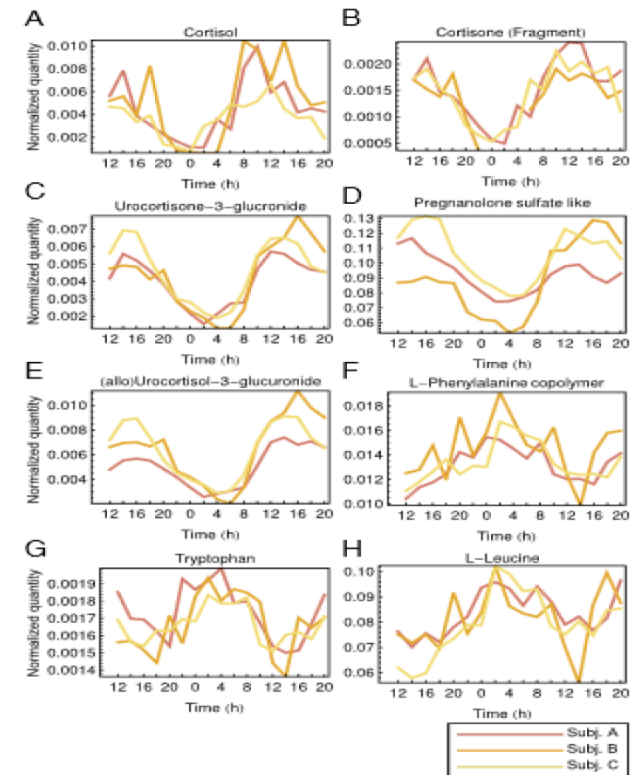 A
Cortisol
Normalized quantity
0.010
0.006
0.002
12 16 20 0 4 8 12 16 20
Time (h)
B
Cortisone (Fragment)
0.0020
0.0015
0.0010
0.0005
12 16 20 0 4 8 12 16 20
Time (h)
C
Urocortisone-3-glucronide
Normalized quantity
0.007
0.006
0.005
0.004
0.003
0.002
12 16 20 0 4 8 12 16 20
Time (h)
D
Pregnanolone sulfate like
0.13
0.12
0.11
0.10
0.09
0.08
0.07
0.06
12 16 20 0 4 8 12 16 20
Time (h)
E
(allo)Urocortisol-3-glucuronide
Normalized quantity
0.010
0.008
0.006
0.004
12 16 20 0 4 8 12 16 20
Time (h)
F
L-Phenylalanine copolymer
0.018
0.016
0.014
0.012
0.010
12 16 20 0 4 8 12 16 20
Time (h)
G
Tryptophan
Normalized quantity
0.0019
0.0018
0.0017
0.0016
0.0015
0.0014
12 16 20 0 4 8 12 16 20
Time (h)
H
L-Leucine
0.10
0.09
0.08
0.07
0.06
12 16 20 0 4 8 12 16 20
Time (h)
Subj. A
Subj. B
Subj. C